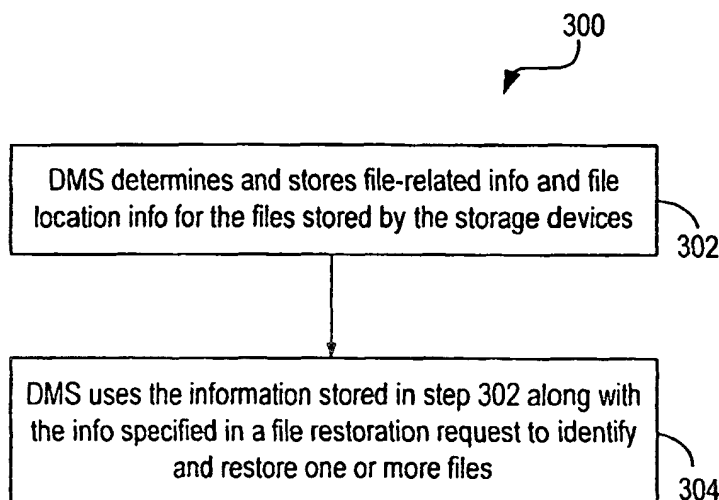 300
DMS determines and stores file-related info and file
location info for the files stored by the storage devices
302
DMS uses the information stored in step 302 along with
the info specified in a file restoration request to identify
and restore one or more files
304